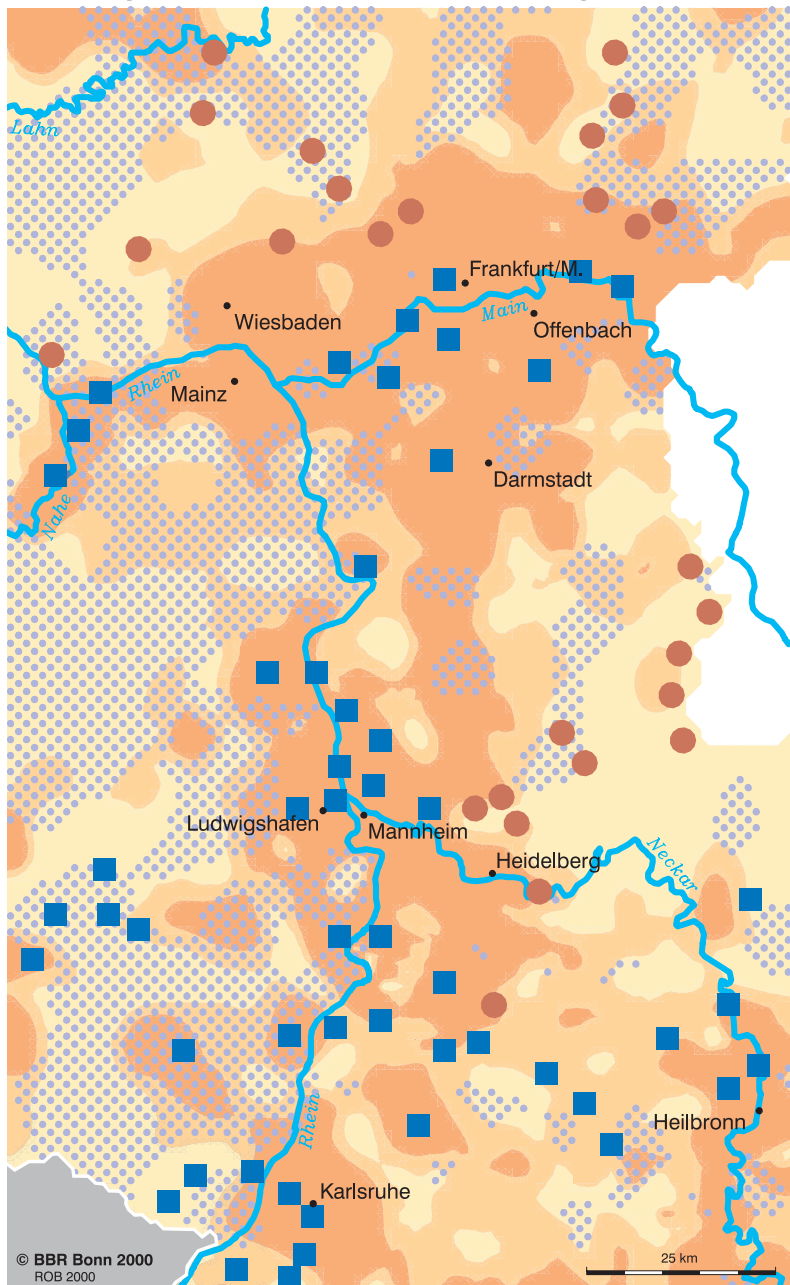 Lahn
Frankfurt/M.
Main
Wiesbaden
Offenbach
Rhein
Mainz
Darmstadt
Nahe
Ludwigshafen
Mannheim
Heidelberg
Neckar
Heilbronn
Rhein
Karlsruhe
© BBR Bonn 2000
ROB 2000
25 km